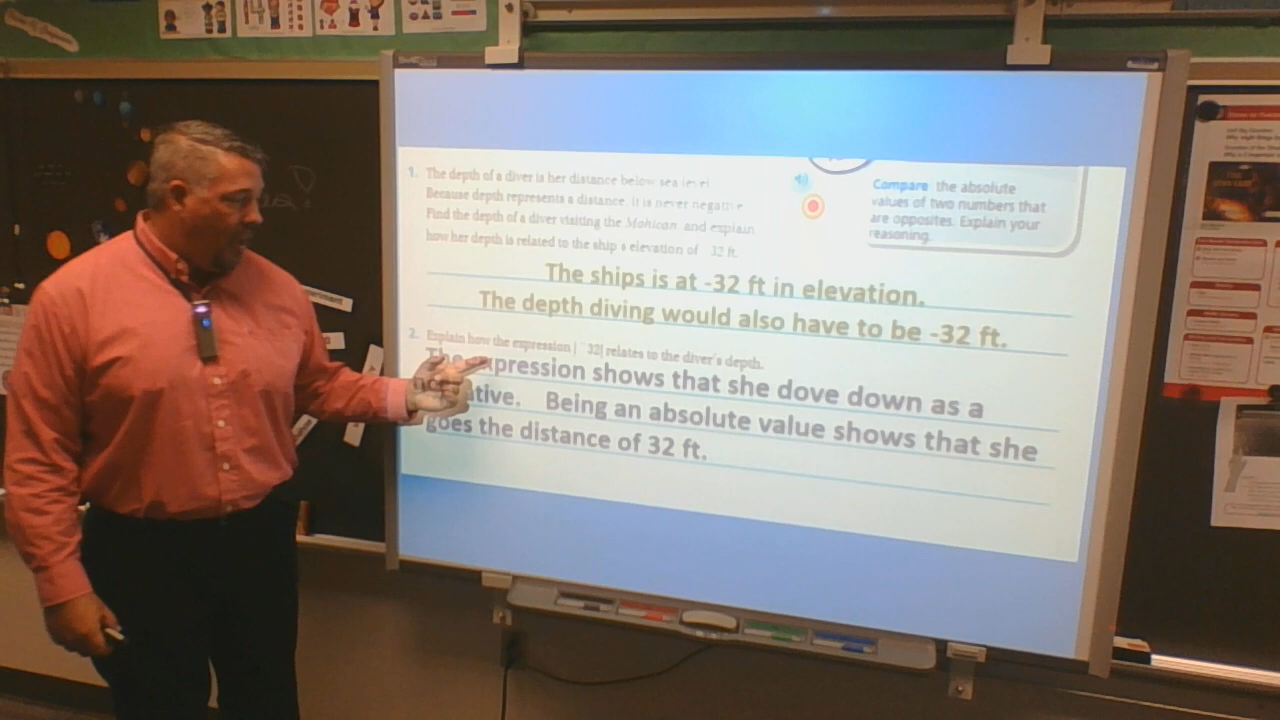 1. The depth of a diver is her distance below sea level
Because depth represents a distance, it is never negative
Find the depth of a diver visiting the Mohican and explain
how her depth is related to the ship s elevation of 32 ft.
Compare the absolute
values of two numbers that
are opposites. Explain your
reasoning.
The ships is at -32 ft in elevation.
The depth diving would also have to be -32 ft.
2. Explain how the expression | ⁻32| relates to the diver's depth.
The expression shows that she dove down as a
Being an absolute value shows that she
goes the distance of 32 ft.